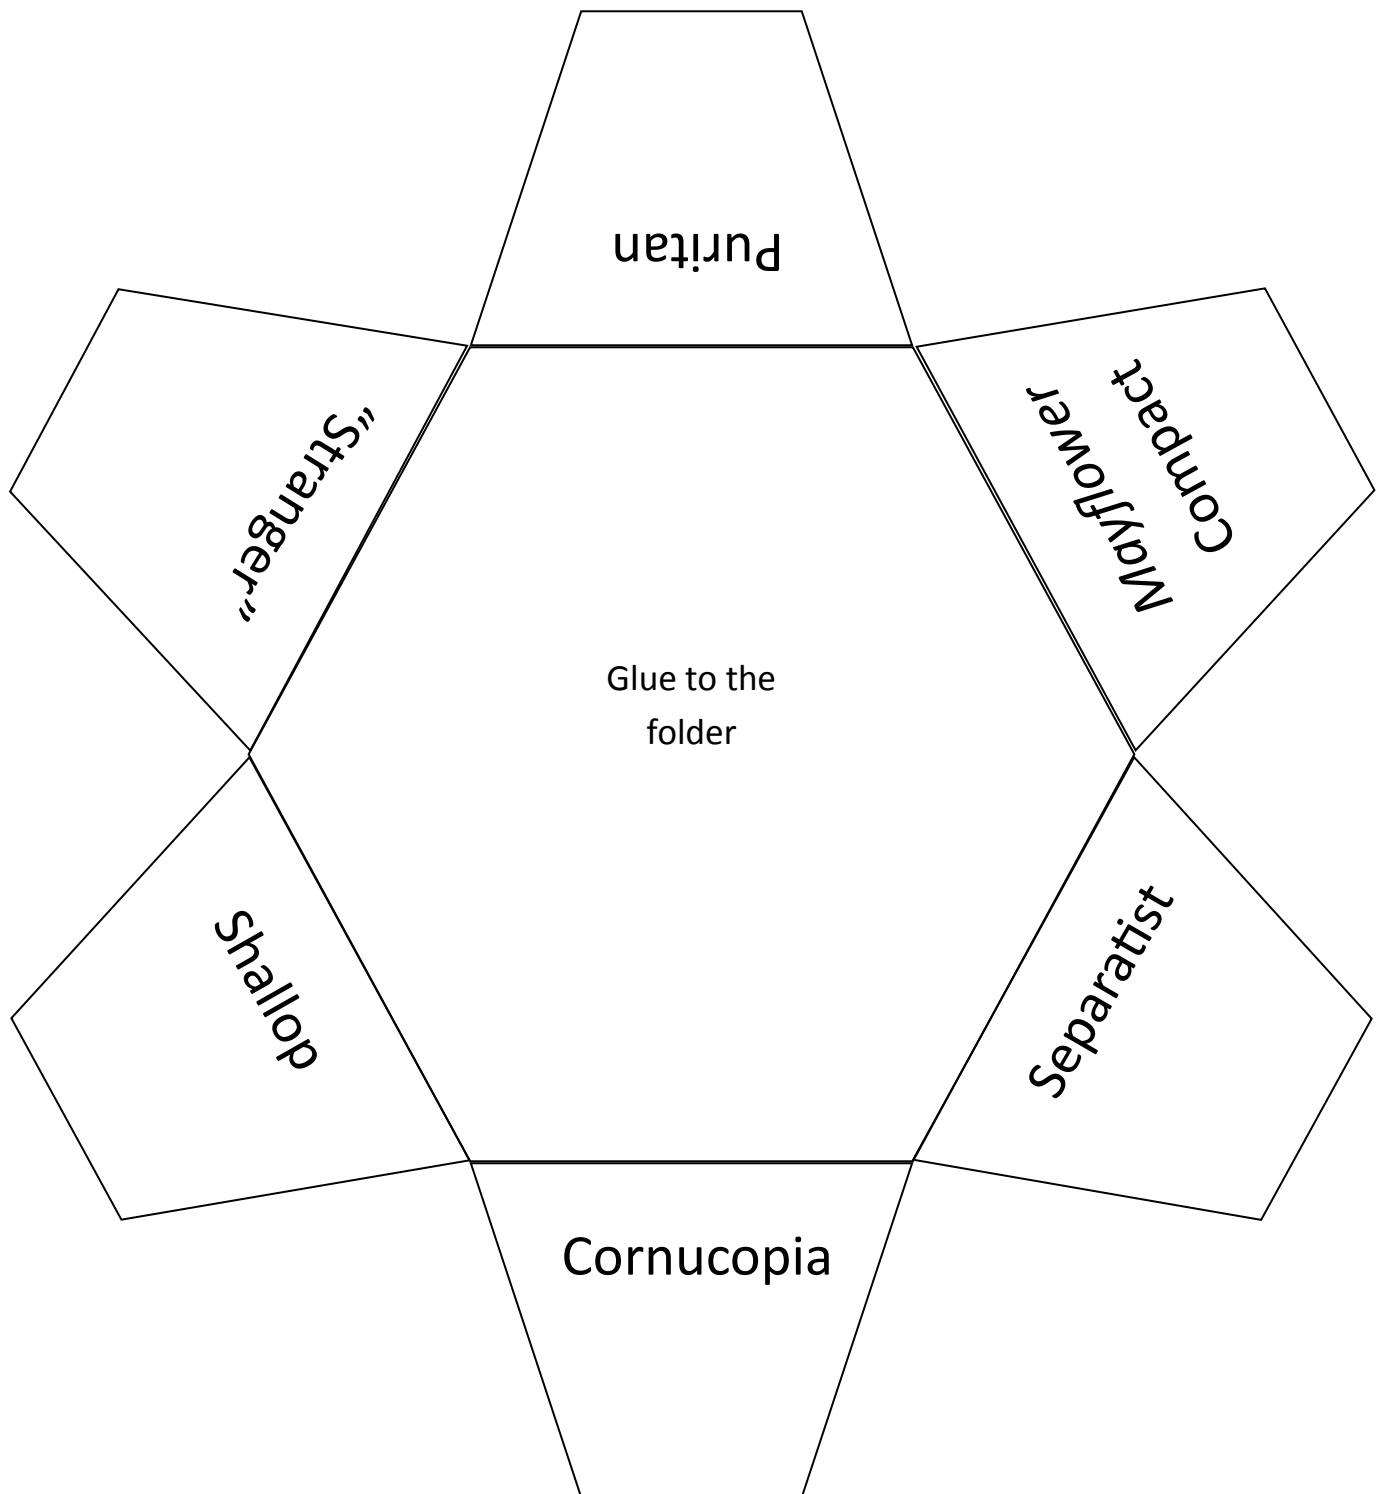 Puritan
“Stranger”
Mayflower
Compact
Glue to the
folder
Shallop
Separatist
Cornucopia